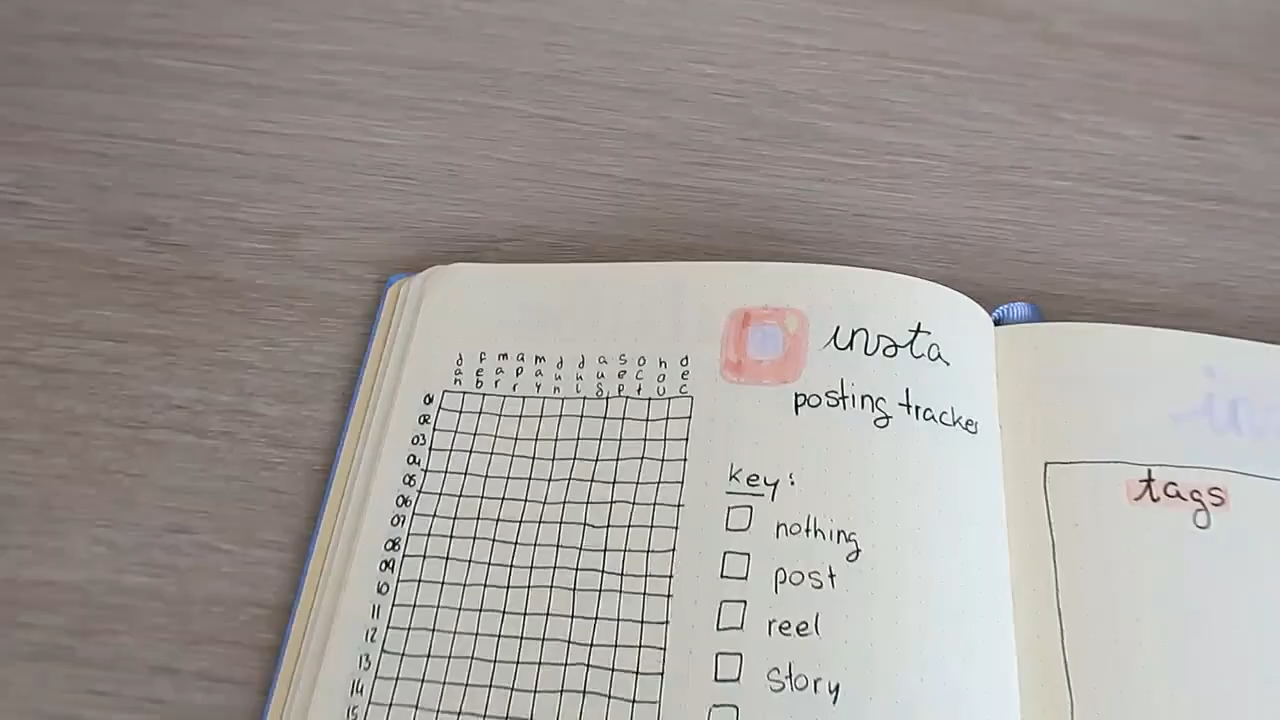 jan feb mar apr may jun jul aug sept oct nov dec
01
02
03
04
05
06
07
08
09
10
11
12
13
14
15
insta
posting tracker
key:
nothing
post
reel
story
tags